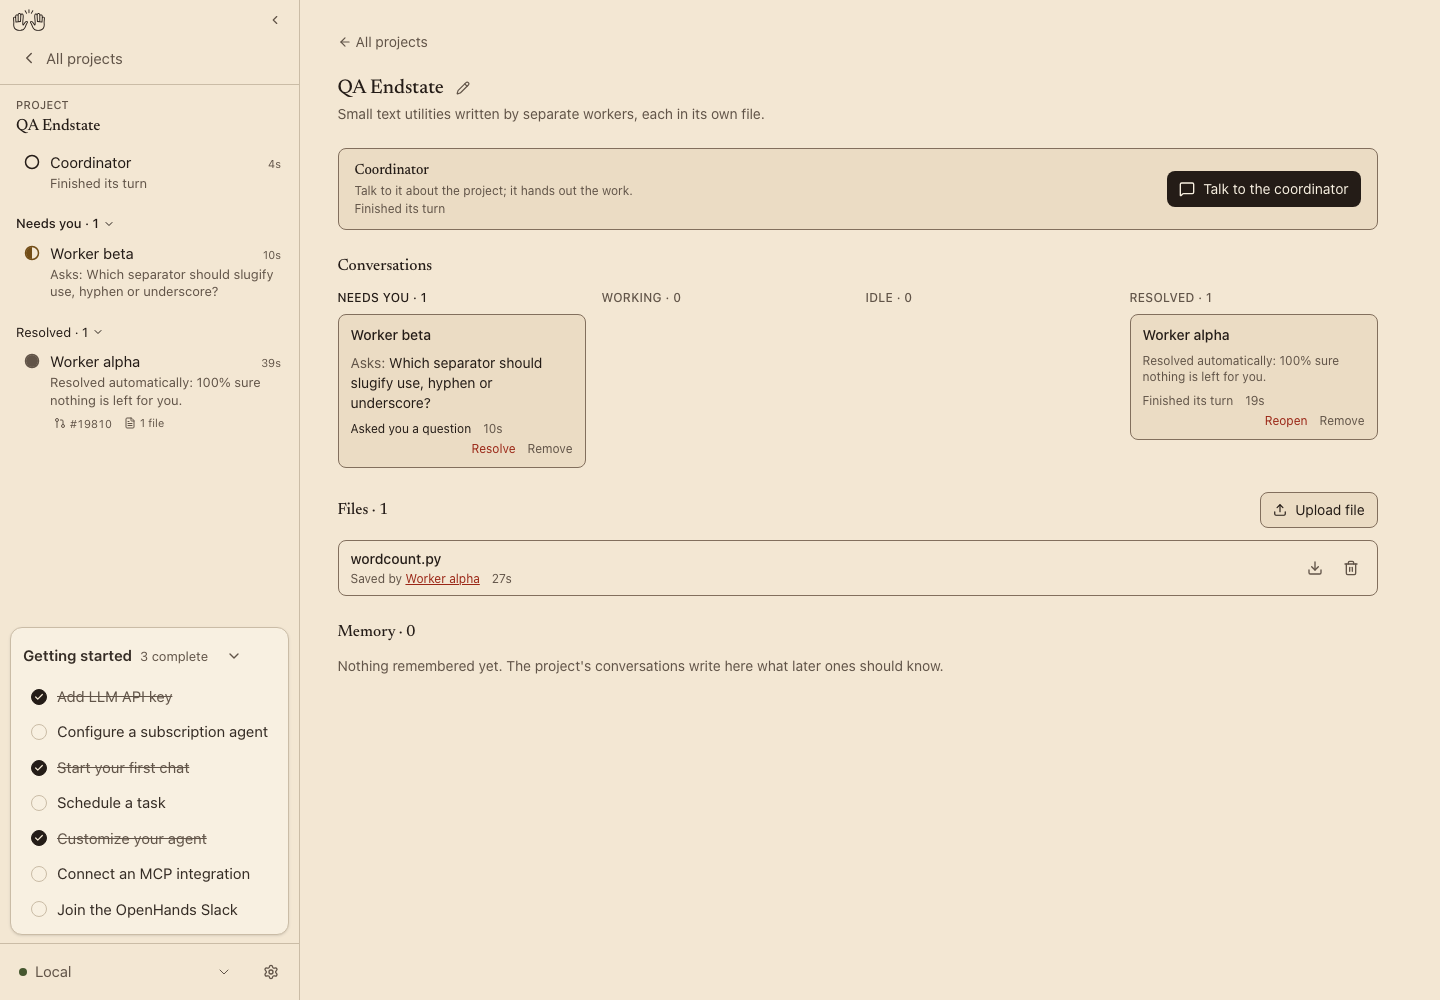 All projects
PROJECT
QA Endstate
Coordinator 4s
Finished its turn
Needs you · 1
Worker beta 10s
Asks: Which separator should slugify
use, hyphen or underscore?
Resolved · 1
Worker alpha 39s
Resolved automatically: 100% sure
nothing is left for you.
#19810 1 file
Getting started 3 complete
Add LLM API key
Configure a subscription agent
Start your first chat
Schedule a task
Customize your agent
Connect an MCP integration
Join the OpenHands Slack
Local
All projects
QA Endstate
Small text utilities written by separate workers, each in its own file.
Coordinator
Talk to it about the project; it hands out the work.
Finished its turn
Talk to the coordinator
Conversations
NEEDS YOU · 1
Worker beta
Asks: Which separator should
slugify use, hyphen or
underscore?
Asked you a question 10s
Resolve Remove
WORKING · 0
IDLE · 0
RESOLVED · 1
Worker alpha
Resolved automatically: 100% sure
nothing is left for you.
Finished its turn 19s
Reopen Remove
Files · 1
Upload file
wordcount.py
Saved by Worker alpha 27s
Memory · 0
Nothing remembered yet. The project's conversations write here what later ones should know.